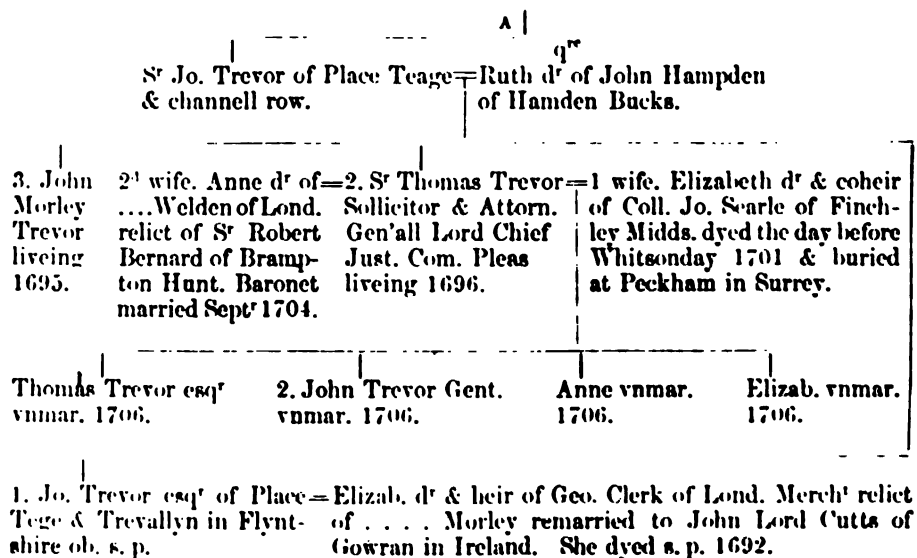 A
qʳᵉ
Sʳ Jo. Trevor of Place Teage=Ruth dʳ of John Hampden
& channell row. of Hamden Bucks.
3. John
Morley
Trevor
liveing
1695.
2ᵈ wife. Anne dʳ of=
....Welden of Lond.
relict of Sʳ Robert
Bernard of Bramp-
ton Hunt. Baronet
married Septʳ 1704.
2. Sʳ Thomas Trevor=
Sollicitor & Attorn.
Gen'all Lord Chief
Just. Com. Pleas
liveing 1696.
1 wife. Elizabeth dʳ & coheir
of Coll. Jo. Searle of Finch-
ley Midds. dyed the day before
Whitsonday 1701 & buried
at Peckham in Surrey.
Thomas Trevor esqʳ
vnmar. 1706.
2. John Trevor Gent.
vnmar. 1706.
Anne vnmar.
1706.
Elizab. vnmar.
1706.
1. Jo. Trevor esqʳ of Place=
Tege & Trevallyn in Flynt-
shire ob. s. p.
Elizab. dʳ & heir of Geo. Clerk of Lond. Merchᵗ relict
of . . . . Morley remarried to John Lord Cutts of
Gowran in Ireland. She dyed s. p. 1692.